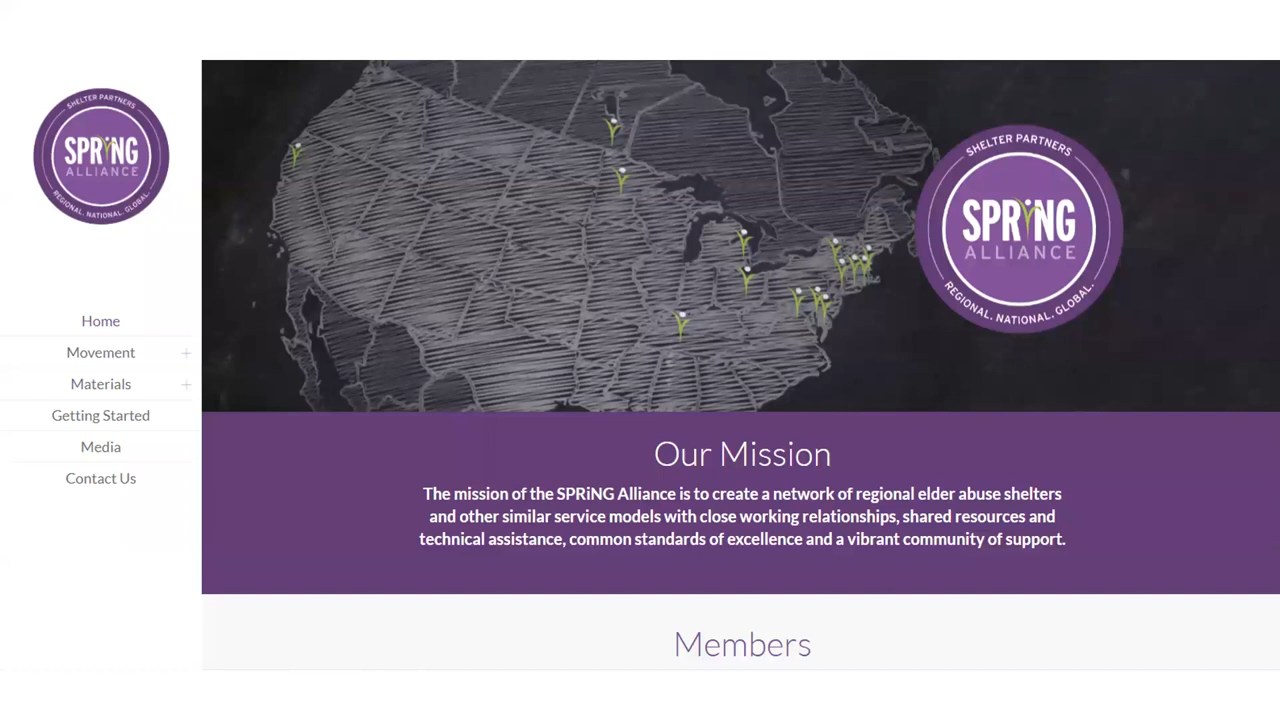 SHELTER PARTNERS
SPRiNG
ALLIANCE
REGIONAL. NATIONAL. GLOBAL.
Home
Movement +
Materials +
Getting Started
Media
Contact Us
SHELTER PARTNERS
SPRiNG
ALLIANCE
REGIONAL. NATIONAL. GLOBAL.
Our Mission
The mission of the SPRiNG Alliance is to create a network of regional elder abuse shelters
and other similar service models with close working relationships, shared resources and
technical assistance, common standards of excellence and a vibrant community of support.
Members